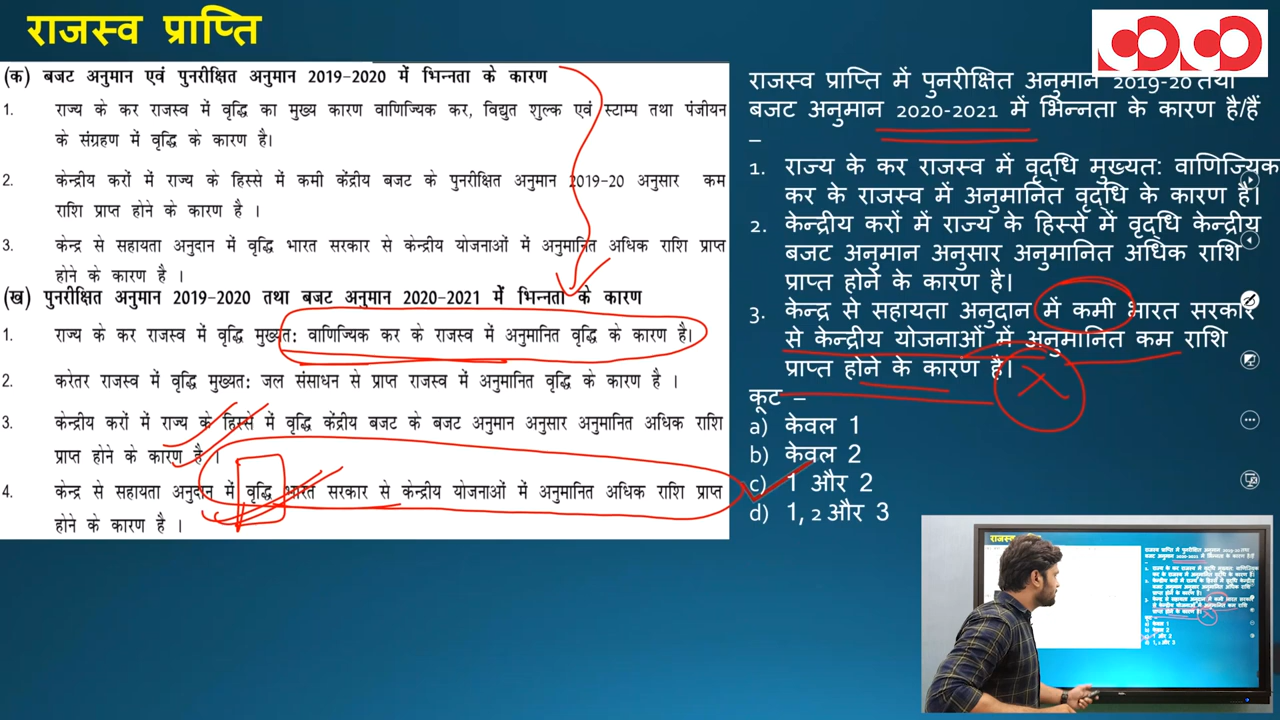 राजस्व प्राप्ति
(क) बजट अनुमान एवं पुनरीक्षित अनुमान 2019-2020 में भिन्नता के कारण
1. राज्य के कर राजस्व में वृद्धि का मुख्य कारण वाणिज्यिक कर, विद्युत शुल्क एवं स्टाम्प तथा पंजीयन
के संग्रहण में वृद्धि के कारण है।
2. केन्द्रीय करों में राज्य के हिस्से में कमी केंद्रीय बजट के पुनरीक्षित अनुमान 2019-20 अनुसार कम
राशि प्राप्त होने के कारण है ।
3. केन्द्र से सहायता अनुदान में वृद्धि भारत सरकार से केन्द्रीय योजनाओं में अनुमानित अधिक राशि प्राप्त
होने के कारण है ।
(ख) पुनरीक्षित अनुमान 2019-2020 तथा बजट अनुमान 2020-2021 में भिन्नता के कारण
1. राज्य के कर राजस्व में वृद्धि मुख्यत: वाणिज्यिक कर के राजस्व में अनुमानित वृद्धि के कारण है।
2. करेतर राजस्व में वृद्धि मुख्यत: जल संसाधन से प्राप्त राजस्व में अनुमानित वृद्धि के कारण है ।
3. केन्दीय करों में राज्य के हिस्से में वृद्धि केंद्रीय बजट के बजट अनुमान अनुसार अनुमानित अधिक राशि
प्राप्त होने के कारण है ।
4. केन्द्र से सहायता अनुदान में वृद्धि भारत सरकार से केन्द्रीय योजनाओं में अनुमानित अधिक राशि प्राप्त
होने के कारण है ।
राजस्व प्राप्ति में पुनरीक्षित अनुमान 2019-20 तथा
बजट अनुमान 2020-2021 में भिन्नता के कारण है/हैं
–
1. राज्य के कर राजस्व में वृद्धि मुख्यत: वाणिज्यिक
कर के राजस्व में अनुमानित वृद्धि के कारण है।
2. केन्द्रीय करों में राज्य के हिस्से में वृद्धि केन्द्रीय
बजट अनुमान अनुसार अनुमानित अधिक राशि
प्राप्त होने के कारण है।
3. केन्द्र से सहायता अनुदान में कमी भारत सरकार
से केन्द्रीय योजनाओं में अनुमानित कम राशि
प्राप्त होने के कारण है।
कूट –
a) केवल 1
b) केवल 2
c) 1 और 2
d) 1, 2 और 3